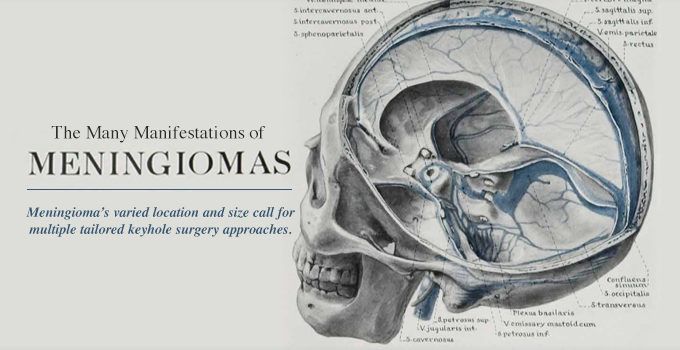 The Many Manifestations of
MENINGIOMAS
Meningioma's varied location and size call for
multiple tailored keyhole surgery approaches.
S.intercavernosus ant.
S.intercavernosus post.
S.sphenoparietalis
S.sagittalis sup.
S.sagittalis inf.
V.emis. parietale
S.rectus
Confluens
sinuum
S.occipitalis
S.transversus
Plexus basilaris
V.emissary mastoideum
S.petrosus inf.
S.petrosus sup
V.jugularis int.
S.cavernosus